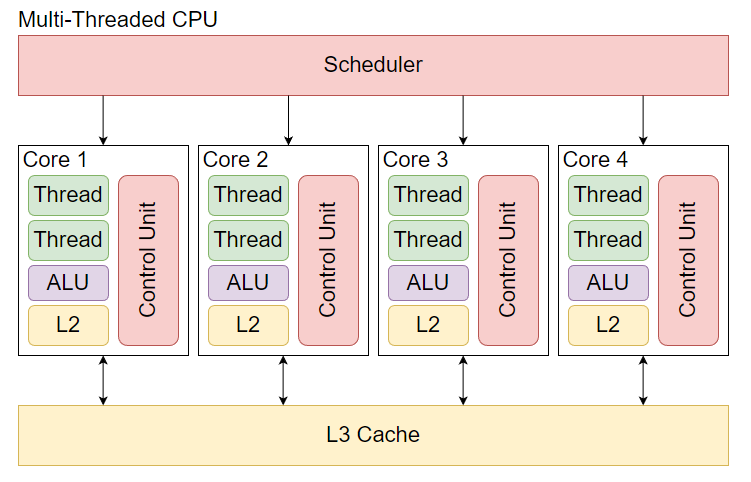 Multi-Threaded CPU
Scheduler
Core 1
Thread
Thread
ALU
L2
Control Unit
Core 2
Thread
Thread
ALU
L2
Control Unit
Core 3
Thread
Thread
ALU
L2
Control Unit
Core 4
Thread
Thread
ALU
L2
Control Unit
L3 Cache